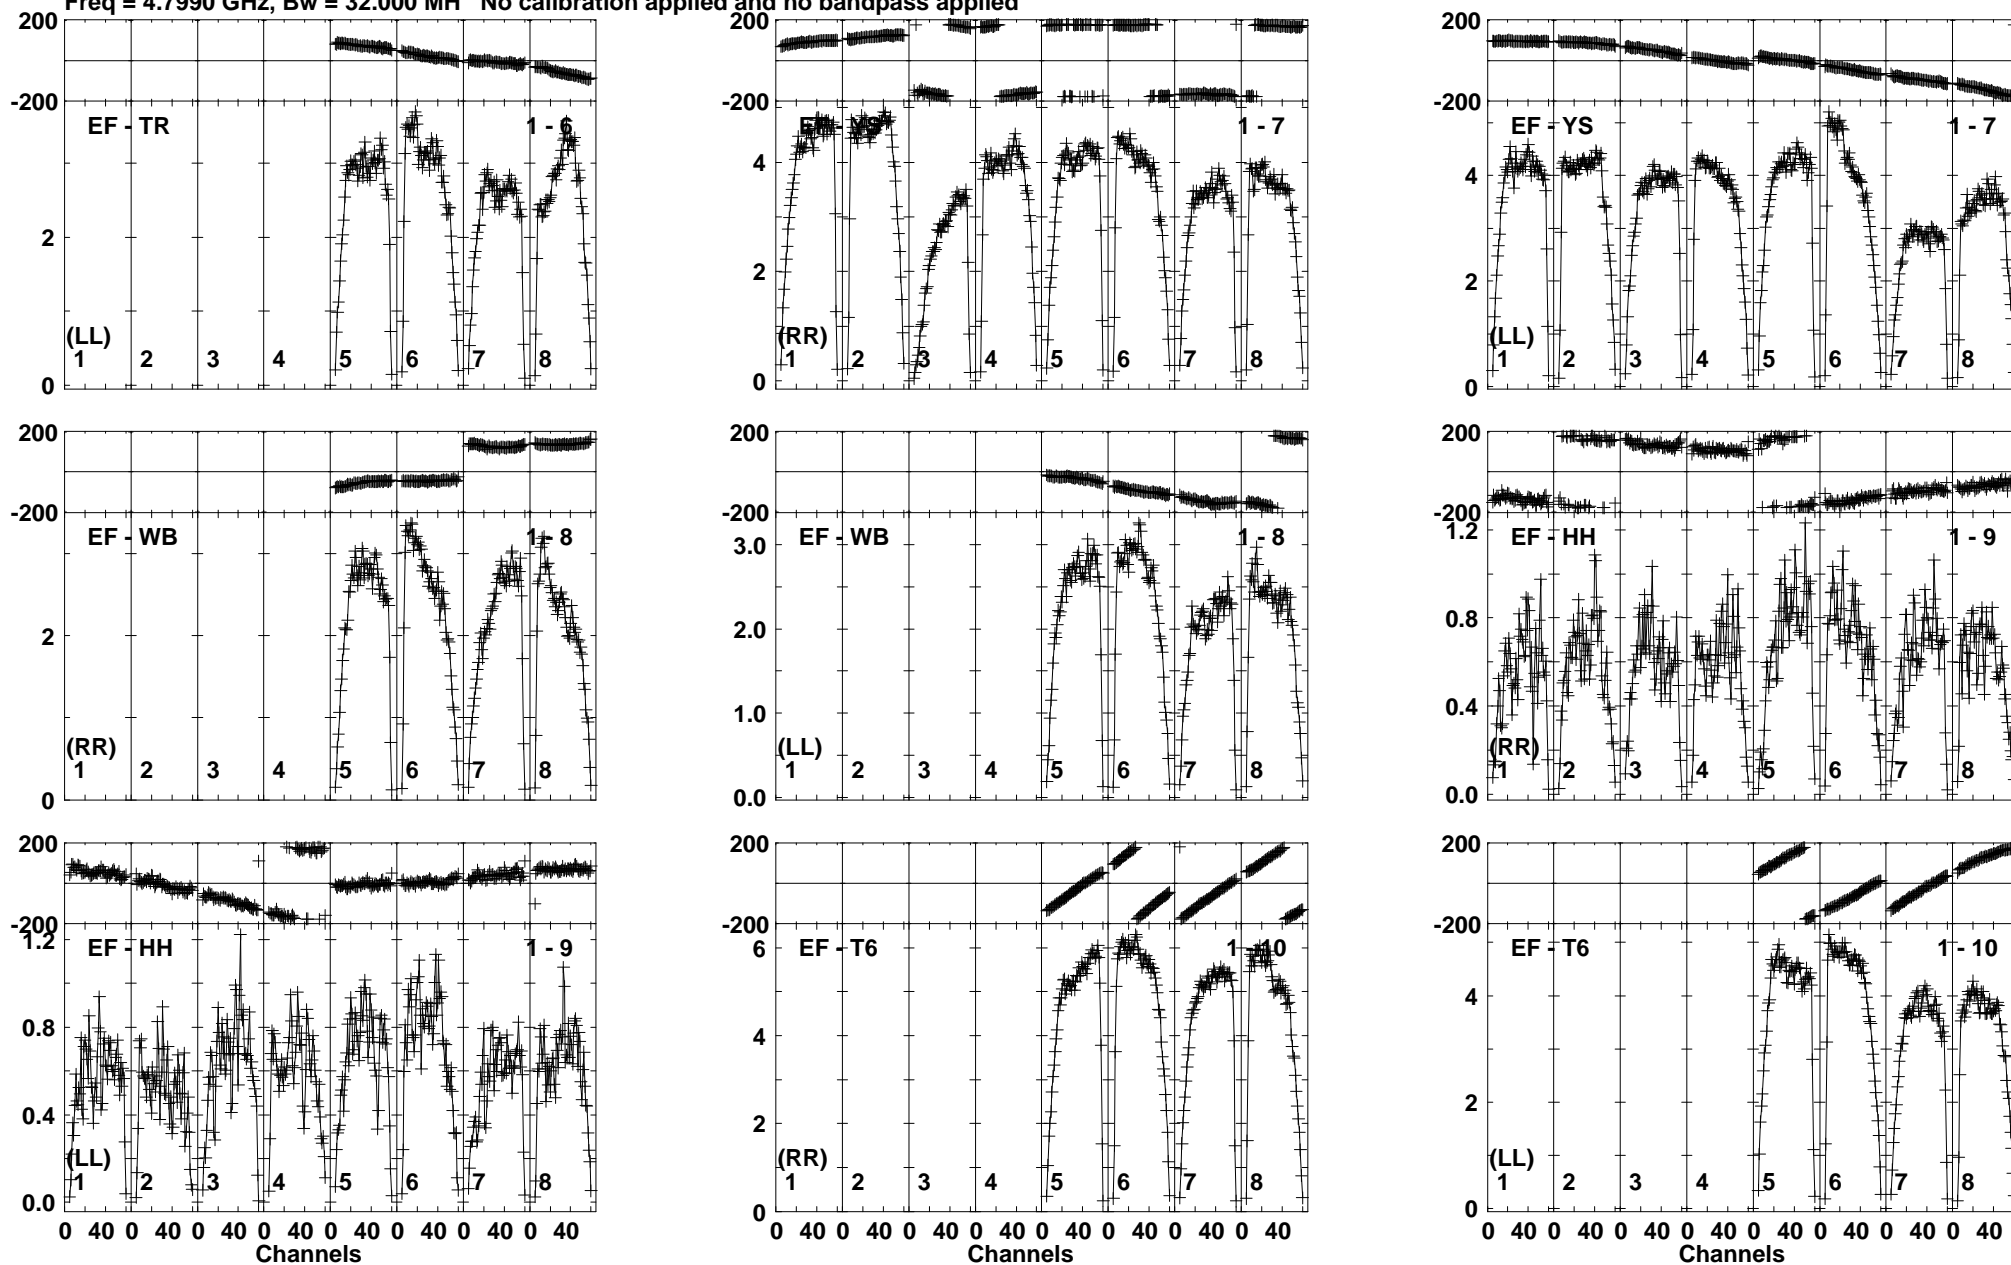 Freq = 4.7990 GHz, Bw = 32.000 MH No calibration applied and no bandpass applied
200 200 200
-200 -200 -200
EF - TR 1 - 6 EF - YS 1 - 7 EF - YS 1 - 7
4 4
2 2 2
(LL) (RR) (LL)
1 2 3 4 5 6 7 8 1 2 3 4 5 6 7 8 1 2 3 4 5 6 7 8
0 0 0
200 200 200
-200 -200 -200
EF - WB 1 - 8 EF - WB 1 - 8 EF - HH 1 - 9
3.0 1.2
2 2.0 0.8
1.0 0.4
(RR) (LL) (RR)
1 2 3 4 5 6 7 8 1 2 3 4 5 6 7 8 1 2 3 4 5 6 7 8
0 0.0 0.0
200 200 200
-200 -200 -200
EF - HH 1 - 9 EF - T6 1 - 10 EF - T6 1 - 10
1.2 6
0.8 4 4
0.4 2 2
(LL) (RR) (LL)
1 2 3 4 5 6 7 8 1 2 3 4 5 6 7 8 1 2 3 4 5 6 7 8
0.0 0 0
0 40 0 40 0 40 0 40 0 40 0 40 0 40 0 40 0 40 0 40 0 40 0 40 0 40 0 40 0 40 0 40 0 40 0 40 0 40 0 40 0 40 0 40 0 40 0 40
Channels Channels Channels